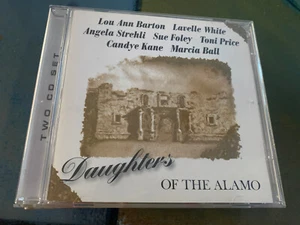 Lou Ann Barton Lavelle White
Angela Strehli Sue Foley Toni Price
Candye Kane Marcia Ball
TWO CD SET
Daughters
OF THE ALAMO